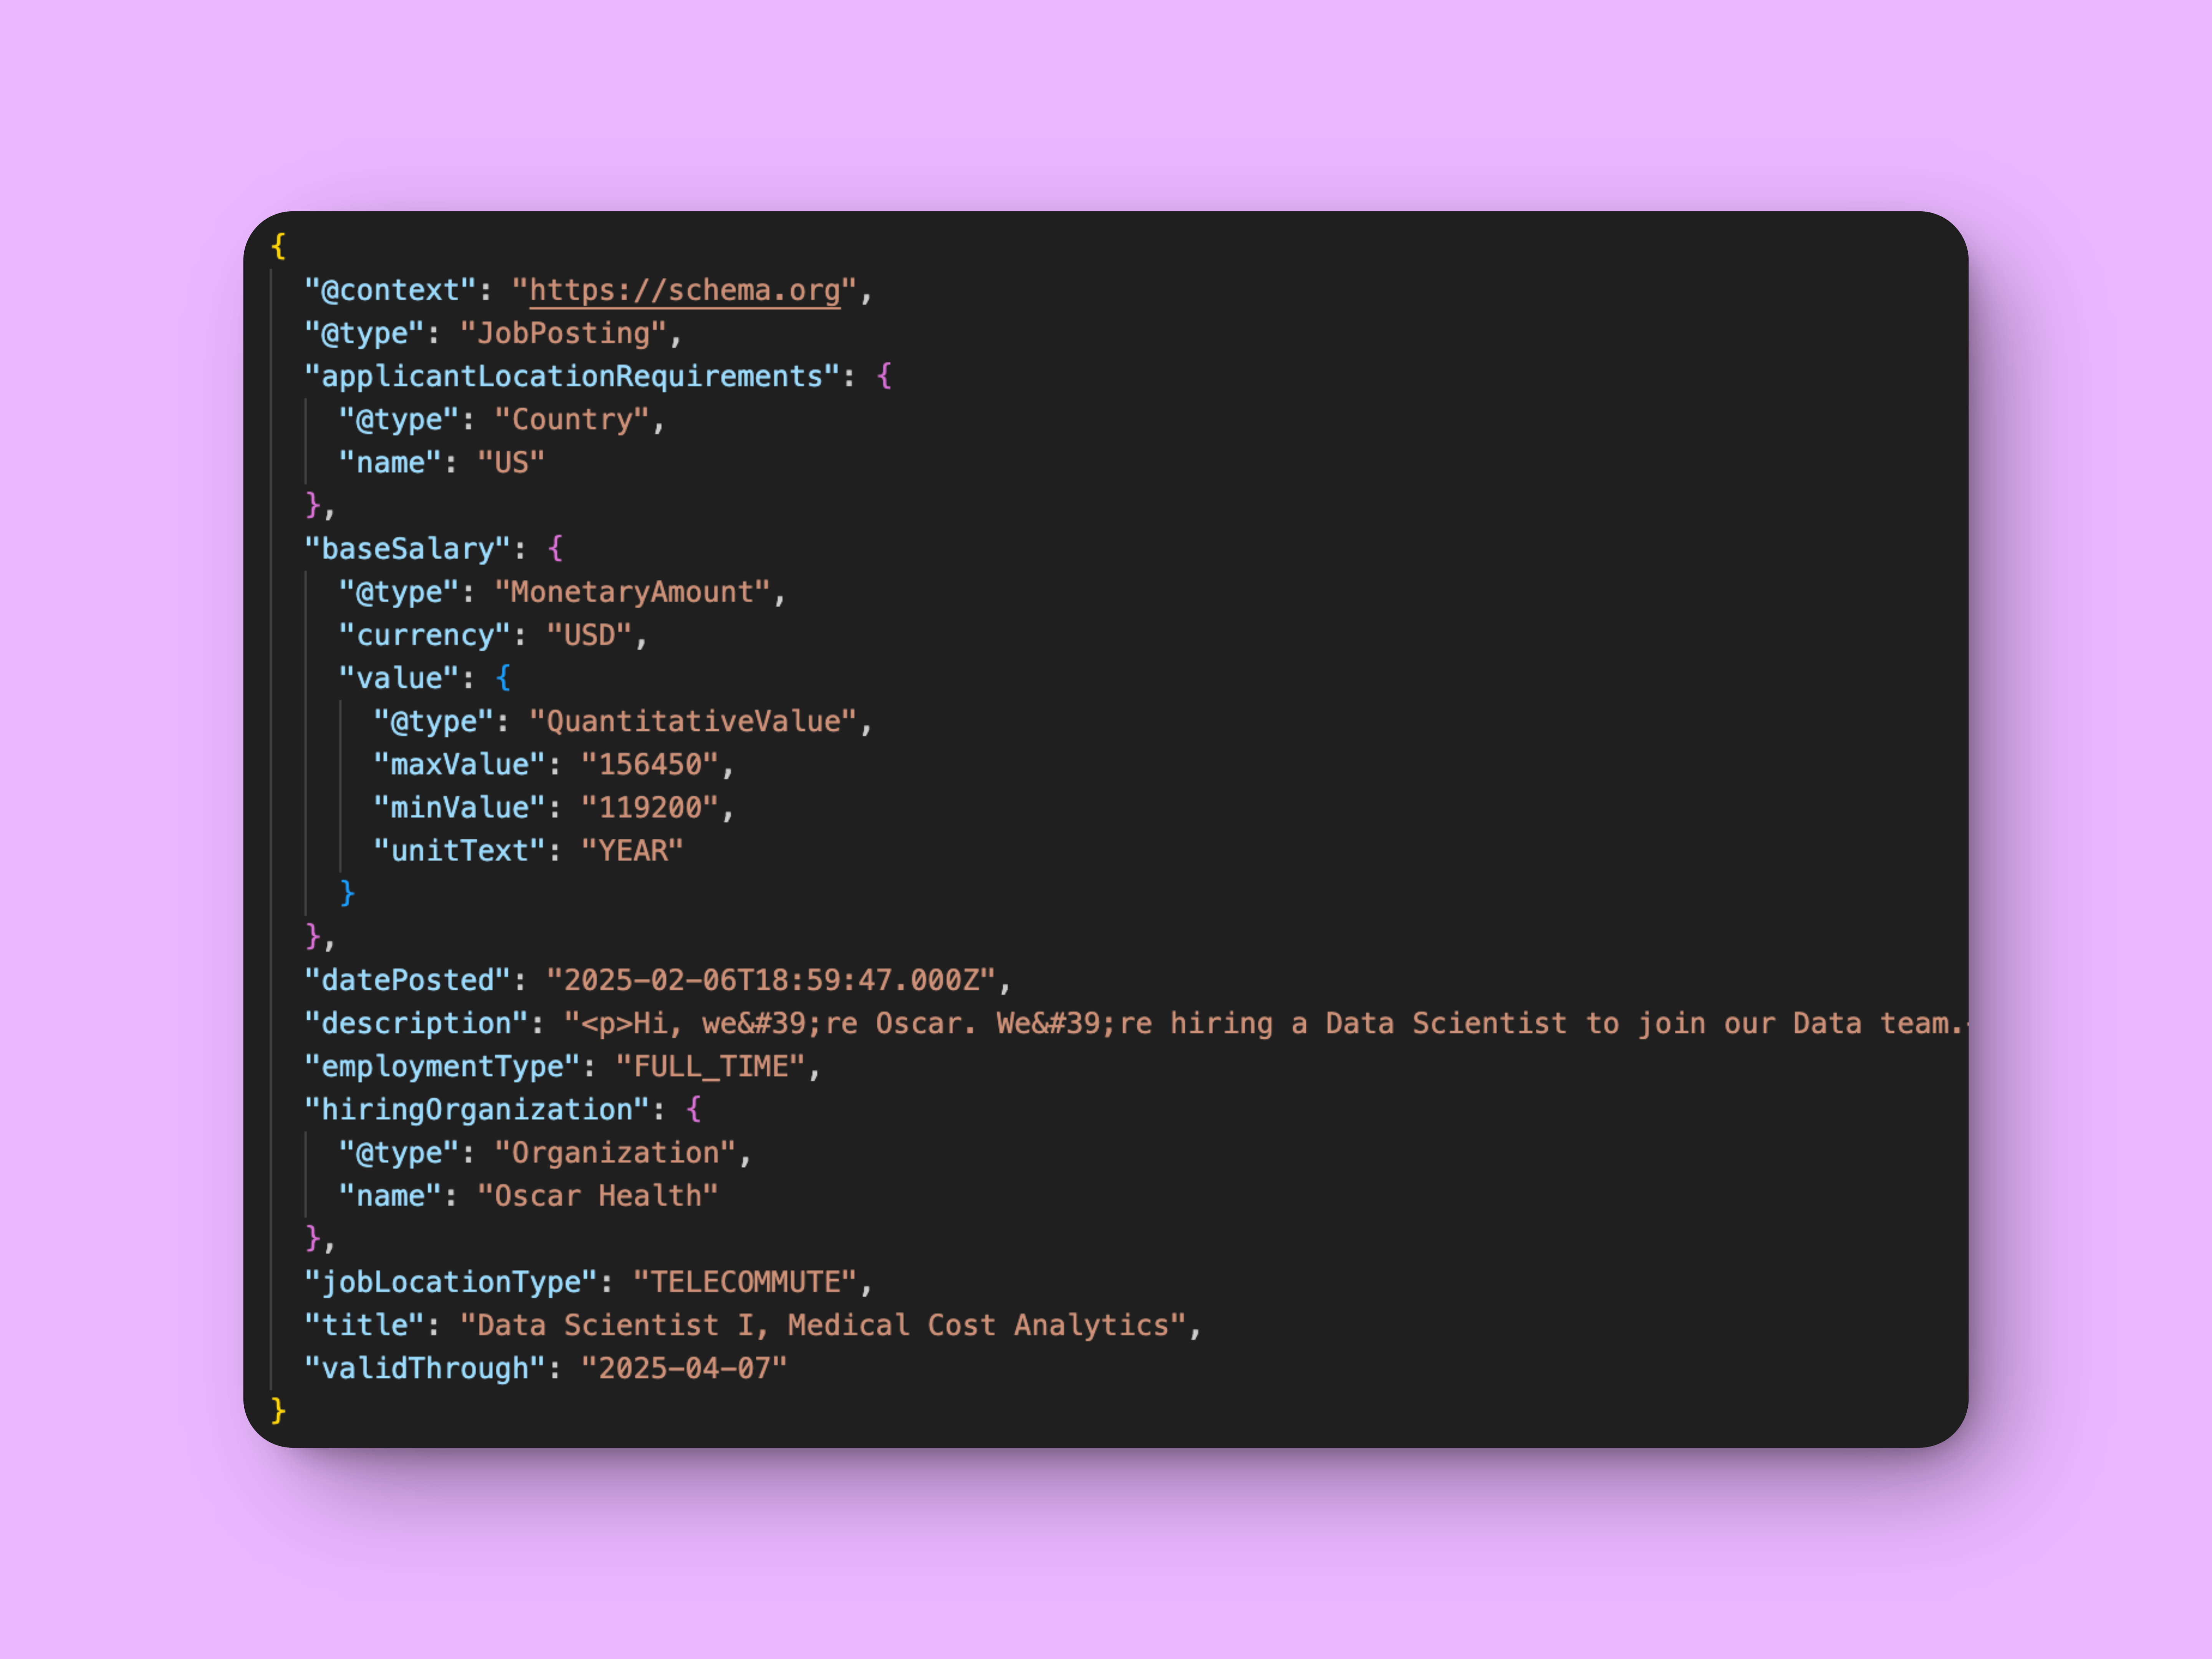 {
"@context": "https://schema.org",
"@type": "JobPosting",
"applicantLocationRequirements": {
"@type": "Country",
"name": "US"
},
"baseSalary": {
"@type": "MonetaryAmount",
"currency": "USD",
"value": {
"@type": "QuantitativeValue",
"maxValue": "156450",
"minValue": "119200",
"unitText": "YEAR"
}
},
"datePosted": "2025-02-06T18:59:47.000Z",
"description": "<p>Hi, we&#39;re Oscar. We&#39;re hiring a Data Scientist to join our Data team.
"employmentType": "FULL_TIME",
"hiringOrganization": {
"@type": "Organization",
"name": "Oscar Health"
},
"jobLocationType": "TELECOMMUTE",
"title": "Data Scientist I, Medical Cost Analytics",
"validThrough": "2025-04-07"
}